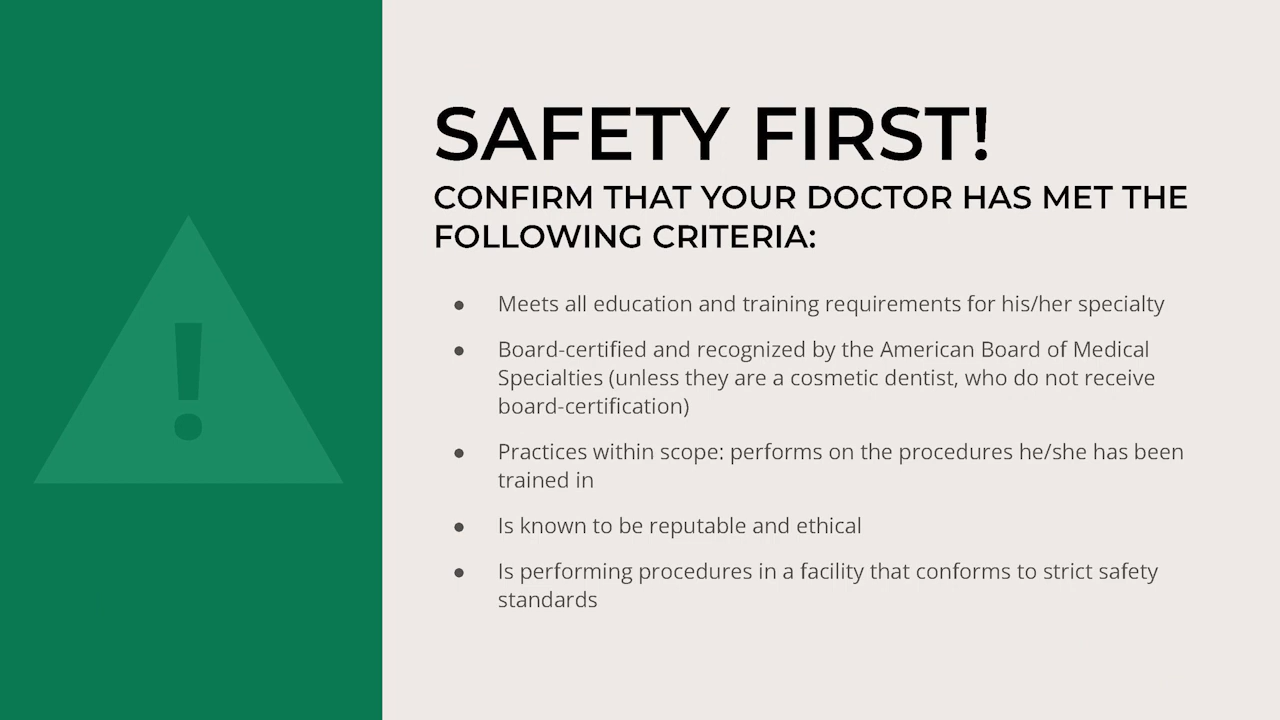 SAFETY FIRST!
CONFIRM THAT YOUR DOCTOR HAS MET THE
FOLLOWING CRITERIA:
● Meets all education and training requirements for his/her specialty
● Board-certified and recognized by the American Board of Medical
Specialties (unless they are a cosmetic dentist, who do not receive
board-certification)
● Practices within scope: performs on the procedures he/she has been
trained in
● Is known to be reputable and ethical
● Is performing procedures in a facility that conforms to strict safety
standards
!